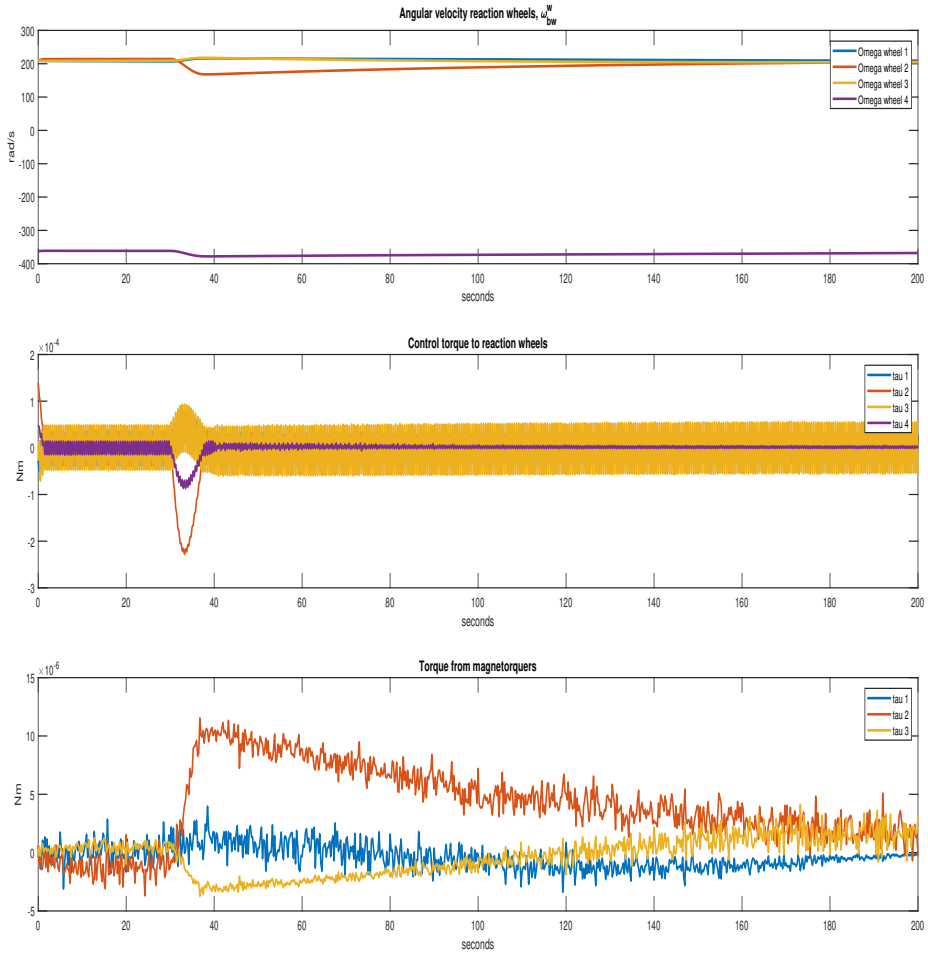 Angular velocity reaction wheels, ω_bw^w
300
200
100
0
-100
-200
-300
-400
rad/s
0 20 40 60 80 100 120 140 160 180 200
seconds
Omega wheel 1
Omega wheel 2
Omega wheel 3
Omega wheel 4
Control torque to reaction wheels
×10^-4
2
1
0
-1
-2
-3
Nm
0 20 40 60 80 100 120 140 160 180 200
seconds
tau 1
tau 2
tau 3
tau 4
Torque from magnetorquers
×10^-6
15
10
5
0
-5
Nm
0 20 40 60 80 100 120 140 160 180 200
seconds
tau 1
tau 2
tau 3